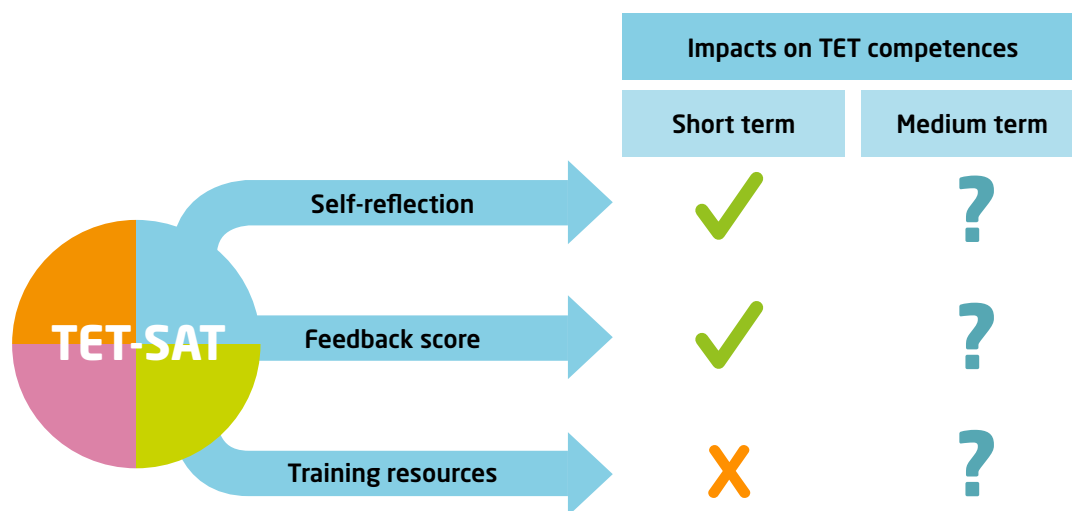 Impacts on TET competences
Short term
Medium term
Self-reflection
?
TET-SAT
Feedback score
?
Training resources
X
?